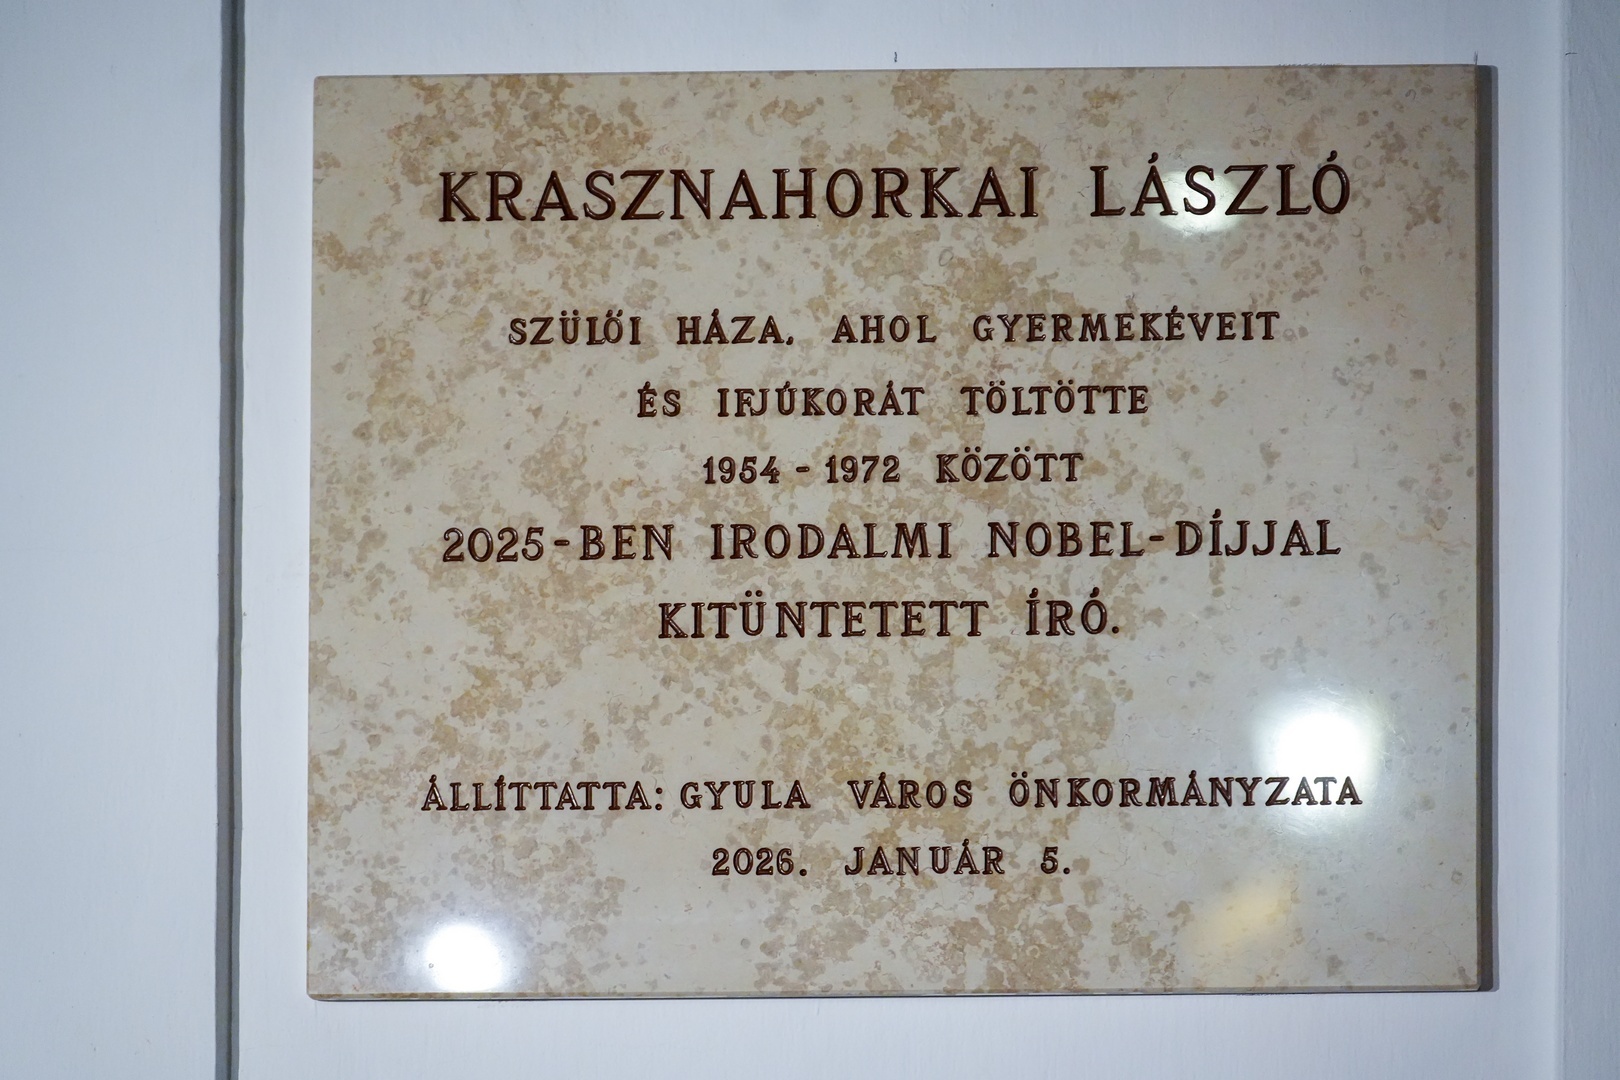 KRASZNAHORKAI LÁSZLÓ
SZÜLŐI HÁZA, AHOL GYERMEKÉVEIT
ÉS IFJÚKORÁT TÖLTÖTTE
1954 - 1972 KÖZÖTT
2025-BEN IRODALMI NOBEL-DÍJJAL
KITÜNTETETT ÍRÓ.
ÁLLÍTTATTA: GYULA VÁROS ÖNKORMÁNYZATA
2026. JANUÁR 5.